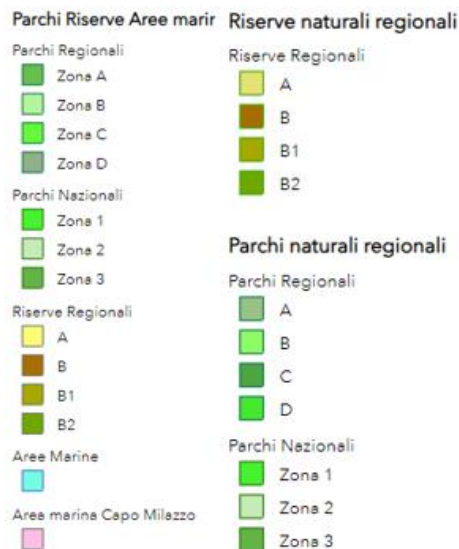 Parchi Riserve Aree marir
Parchi Regionali
Zona A
Zona B
Zona C
Zona D
Parchi Nazionali
Zona 1
Zona 2
Zona 3
Riserve Regionali
A
B
B1
B2
Aree Marine
Area marina Capo Milazzo
Riserve naturali regionali
Riserve Regionali
A
B
B1
B2
Parchi naturali regionali
Parchi Regionali
A
B
C
D
Parchi Nazionali
Zona 1
Zona 2
Zona 3